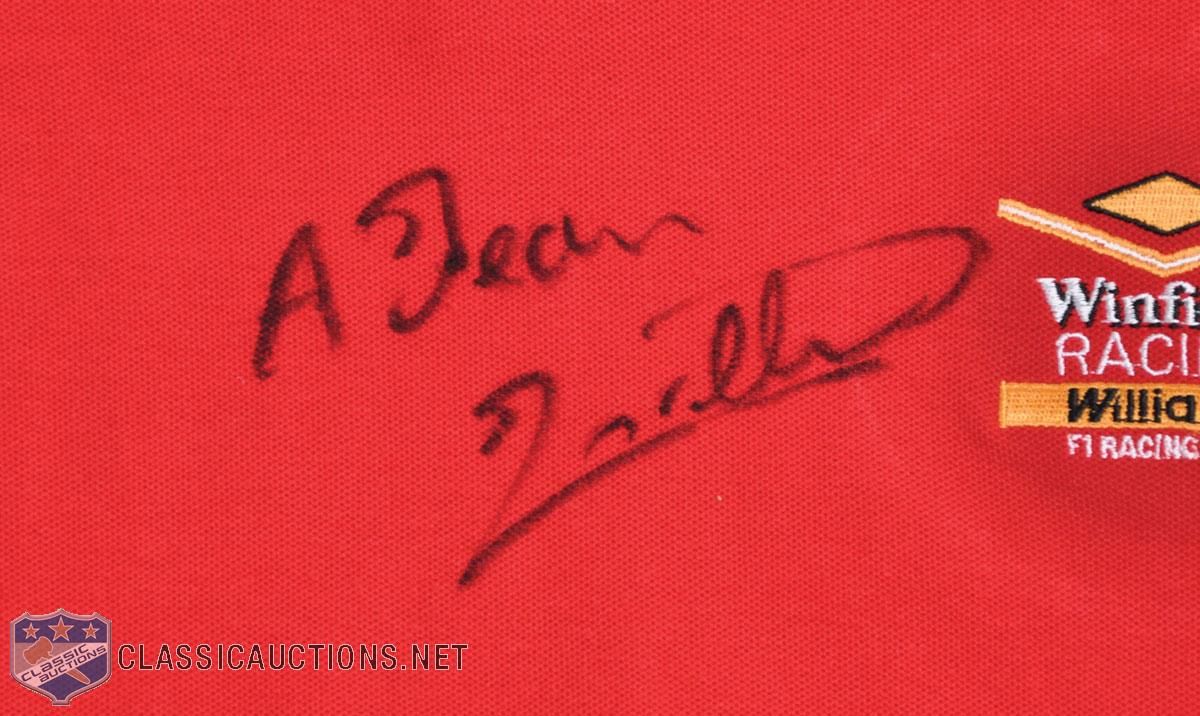 A Jean
Winfi
RACI
Willia
F1 RACING
CLASSIC
AUCTIONS
CLASSICAUCTIONS.NET